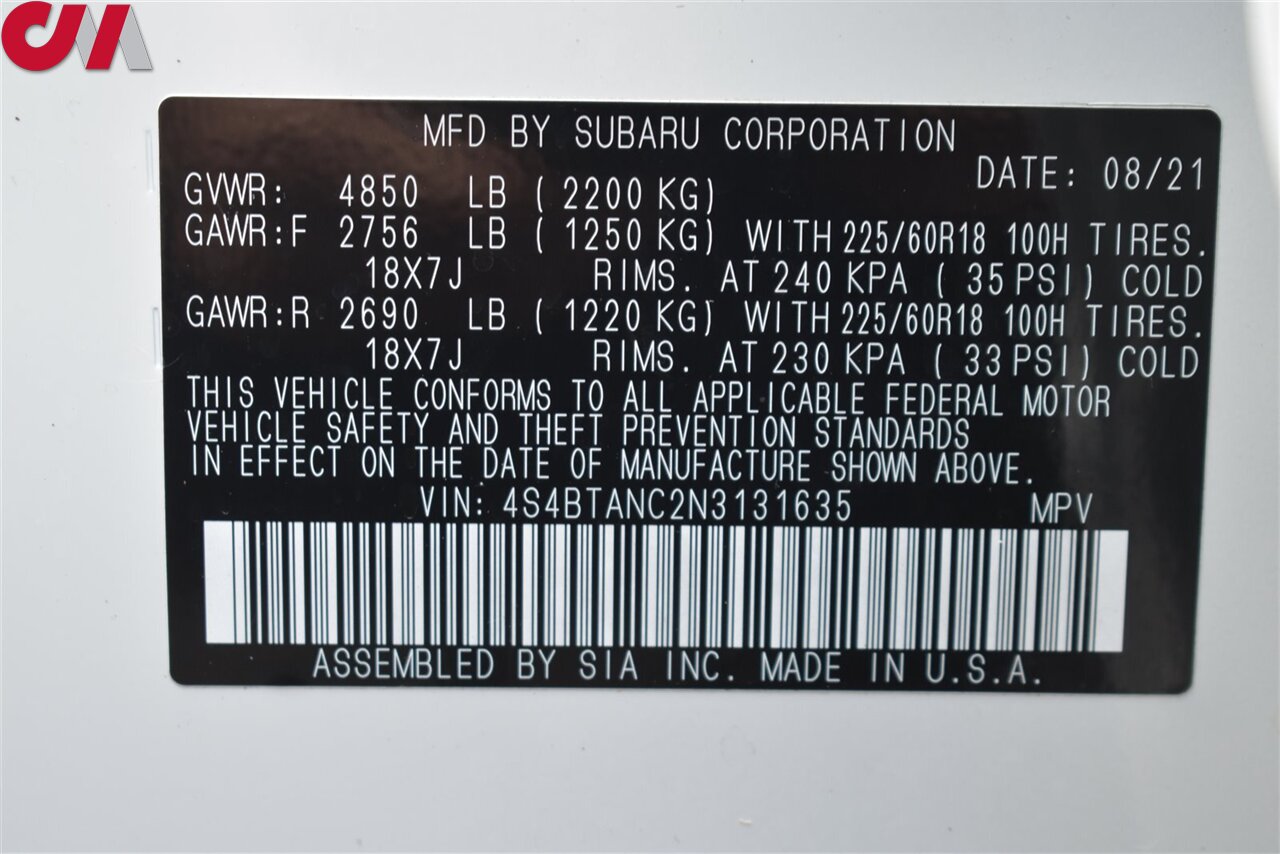 CM
MFD BY SUBARU CORPORATION
DATE: 08/21
GVWR: 4850 LB ( 2200 KG)
GAWR:F 2756 LB ( 1250 KG) WITH 225/60R18 100H TIRES.
18X7J RIMS. AT 240 KPA ( 35 PSI) COLD
GAWR:R 2690 LB ( 1220 KG) WITH 225/60R18 100H TIRES.
18X7J RIMS. AT 230 KPA ( 33 PSI) COLD
THIS VEHICLE CONFORMS TO ALL APPLICABLE FEDERAL MOTOR
VEHICLE SAFETY AND THEFT PREVENTION STANDARDS
IN EFFECT ON THE DATE OF MANUFACTURE SHOWN ABOVE.
VIN: 4S4BTANC2N3131635 MPV
ASSEMBLED BY SIA INC. MADE IN U.S.A.